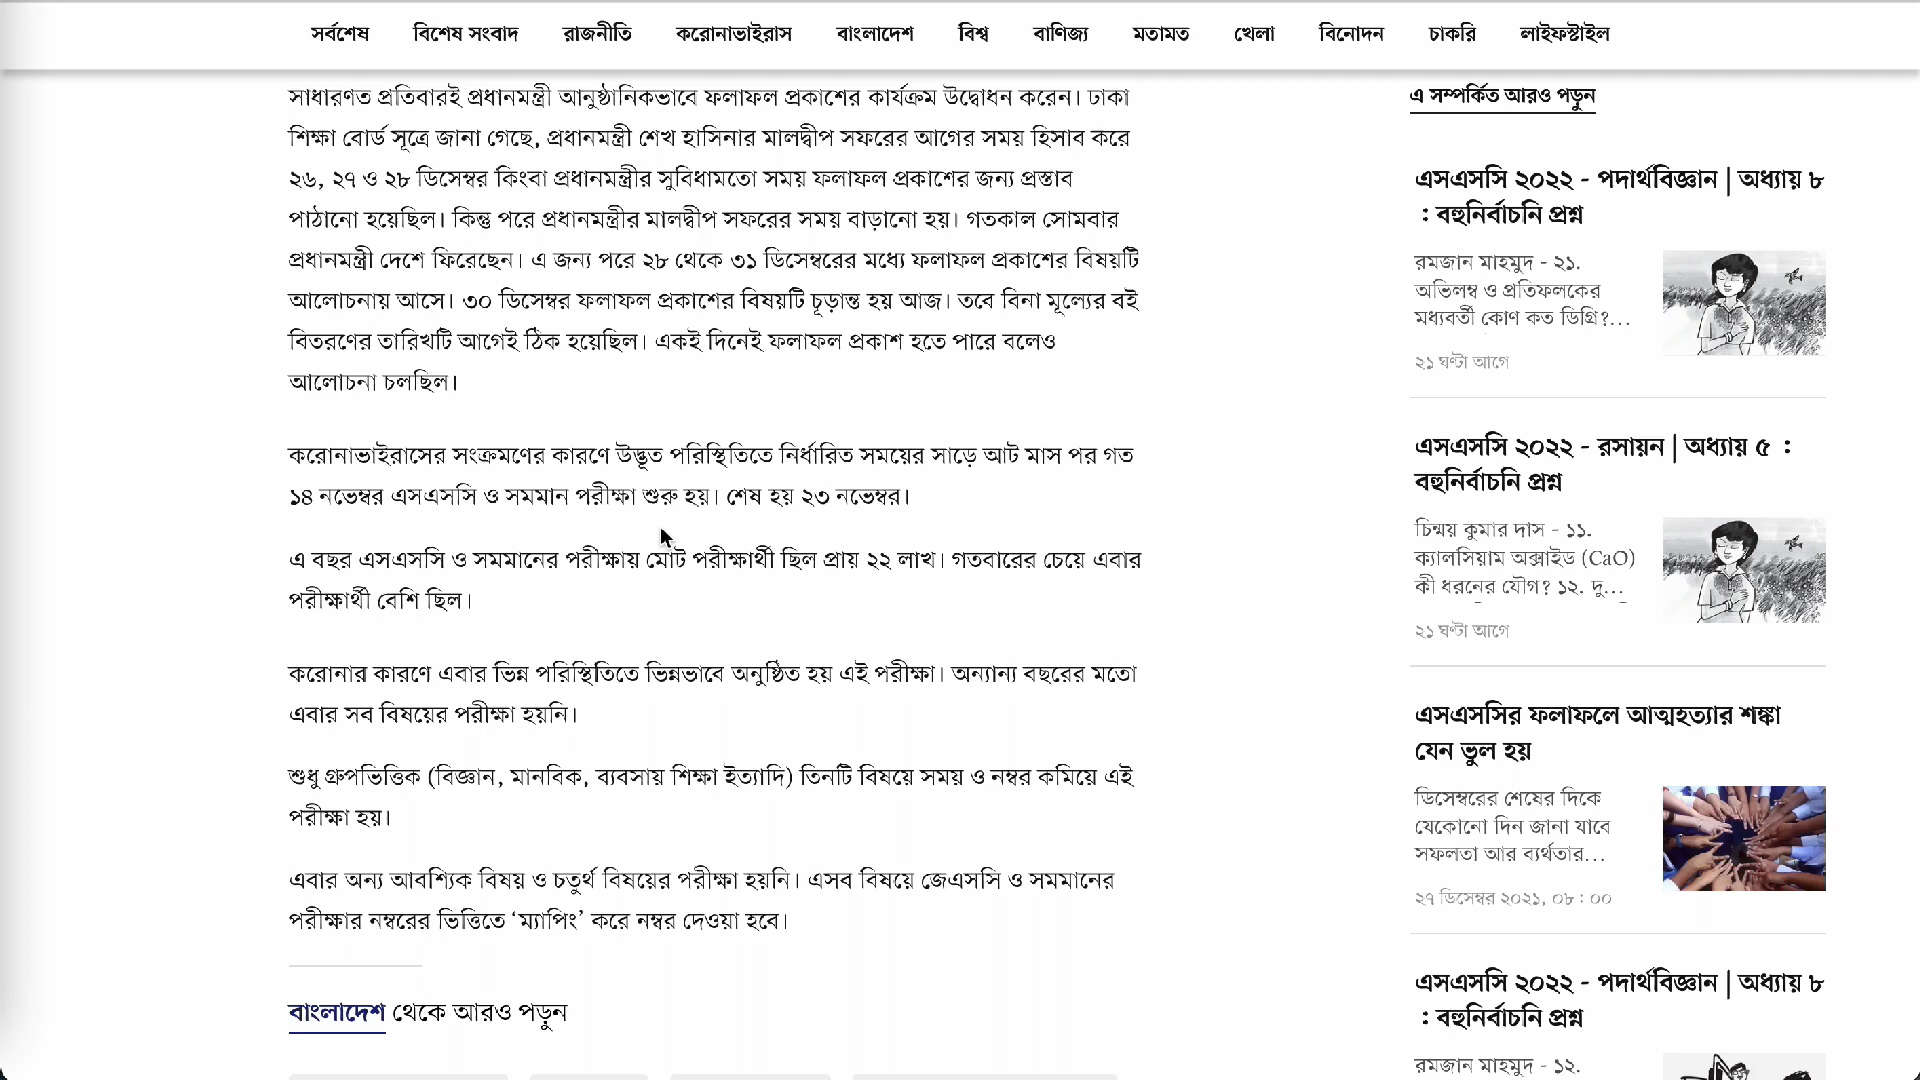 সর্বশেষ বিশেষ সংবাদ রাজনীতি করোনাভাইরাস বাংলাদেশ বিশ্ব বাণিজ্য মতামত খেলা বিনোদন চাকরি লাইফস্টাইল
সাধারণত প্রতিবারই প্রধানমন্ত্রী আনুষ্ঠানিকভাবে ফলাফল প্রকাশের কার্যক্রম উদ্বোধন করেন। ঢাকা
শিক্ষা বোর্ড সূত্রে জানা গেছে, প্রধানমন্ত্রী শেখ হাসিনার মালদ্বীপ সফরের আগের সময় হিসাব করে
২৬, ২৭ ও ২৮ ডিসেম্বর কিংবা প্রধানমন্ত্রীর সুবিধামতো সময় ফলাফল প্রকাশের জন্য প্রস্তাব
পাঠানো হয়েছিল। কিন্তু পরে প্রধানমন্ত্রীর মালদ্বীপ সফরের সময় বাড়ানো হয়। গতকাল সোমবার
প্রধানমন্ত্রী দেশে ফিরেছেন। এ জন্য পরে ২৮ থেকে ৩১ ডিসেম্বরের মধ্যে ফলাফল প্রকাশের বিষয়টি
আলোচনায় আসে। ৩০ ডিসেম্বর ফলাফল প্রকাশের বিষয়টি চূড়ান্ত হয় আজ। তবে বিনা মূল্যের বই
বিতরণের তারিখটি আগেই ঠিক হয়েছিল। একই দিনেই ফলাফল প্রকাশ হতে পারে বলেও
আলোচনা চলছিল।
করোনাভাইরাসের সংক্রমণের কারণে উদ্ভূত পরিস্থিতিতে নির্ধারিত সময়ের সাড়ে আট মাস পর গত
১৪ নভেম্বর এসএসসি ও সমমান পরীক্ষা শুরু হয়। শেষ হয় ২৩ নভেম্বর।
এ বছর এসএসসি ও সমমানের পরীক্ষায় মোট পরীক্ষার্থী ছিল প্রায় ২২ লাখ। গতবারের চেয়ে এবার
পরীক্ষার্থী বেশি ছিল।
করোনার কারণে এবার ভিন্ন পরিস্থিতিতে ভিন্নভাবে অনুষ্ঠিত হয় এই পরীক্ষা। অন্যান্য বছরের মতো
এবার সব বিষয়ের পরীক্ষা হয়নি।
শুধু গ্রুপভিত্তিক (বিজ্ঞান, মানবিক, ব্যবসায় শিক্ষা ইত্যাদি) তিনটি বিষয়ে সময় ও নম্বর কমিয়ে এই
পরীক্ষা হয়।
এবার অন্য আবশ্যিক বিষয় ও চতুর্থ বিষয়ের পরীক্ষা হয়নি। এসব বিষয়ে জেএসসি ও সমমানের
পরীক্ষার নম্বরের ভিত্তিতে ‘ম্যাপিং’ করে নম্বর দেওয়া হবে।
বাংলাদেশ থেকে আরও পড়ুন
এ সম্পর্কিত আরও পড়ুন
এসএসসি ২০২২ - পদার্থবিজ্ঞান | অধ্যায় ৮
: বহুনির্বাচনি প্রশ্ন
রমজান মাহমুদ - ২১.
অভিলম্ব ও প্রতিফলকের
মধ্যবর্তী কোণ কত ডিগ্রি?...
২১ ঘণ্টা আগে
এসএসসি ২০২২ - রসায়ন | অধ্যায় ৫ :
বহুনির্বাচনি প্রশ্ন
চিন্ময় কুমার দাস - ১১.
ক্যালসিয়াম অক্সাইড (CaO)
কী ধরনের যৌগ? ১২. দু...
২১ ঘণ্টা আগে
এসএসসির ফলাফলে আত্মহত্যার শঙ্কা
যেন ভুল হয়
ডিসেম্বরের শেষের দিকে
যেকোনো দিন জানা যাবে
সফলতা আর ব্যর্থতার...
২৭ ডিসেম্বর ২০২১, ০৮ : ০০
এসএসসি ২০২২ - পদার্থবিজ্ঞান | অধ্যায় ৮
: বহুনির্বাচনি প্রশ্ন
রমজান মাহমুদ - ১২.